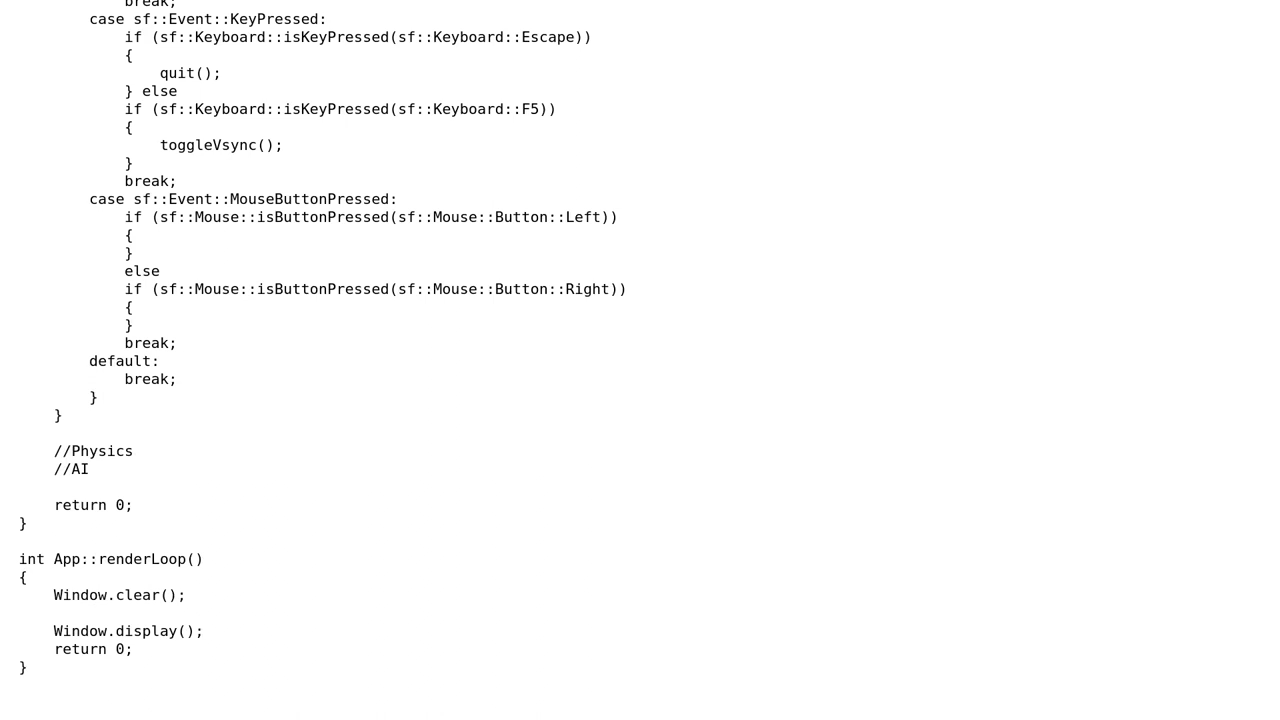 break;
case sf::Event::KeyPressed:
if (sf::Keyboard::isKeyPressed(sf::Keyboard::Escape))
{
quit();
} else
if (sf::Keyboard::isKeyPressed(sf::Keyboard::F5))
{
toggleVsync();
}
break;
case sf::Event::MouseButtonPressed:
if (sf::Mouse::isButtonPressed(sf::Mouse::Button::Left))
{
}
else
if (sf::Mouse::isButtonPressed(sf::Mouse::Button::Right))
{
}
break;
default:
break;
}
}
//Physics
//AI
return 0;
}
int App::renderLoop()
{
Window.clear();
Window.display();
return 0;
}